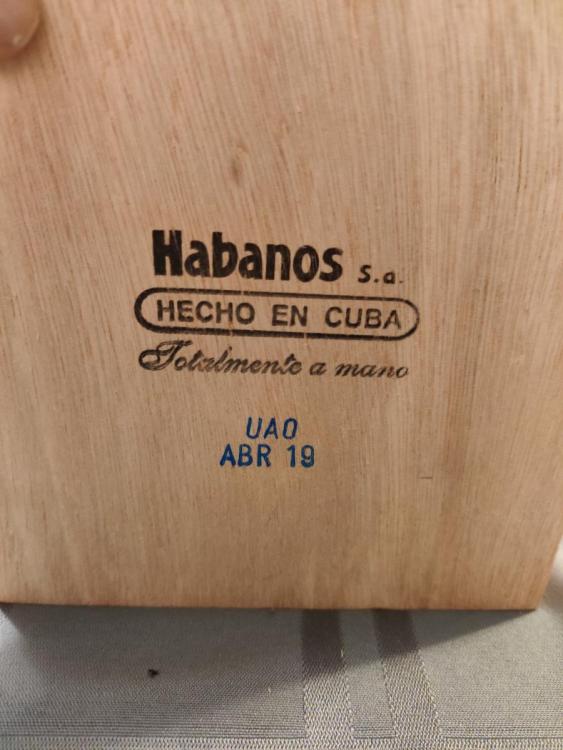 Habanos s.a.
HECHO EN CUBA
Totalmente a mano
UAO
ABR 19